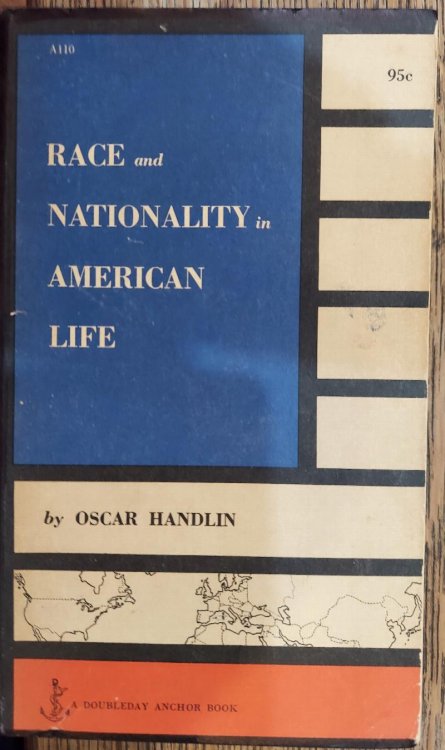 A110
95c
RACE and
NATIONALITY in
AMERICAN
LIFE
by OSCAR HANDLIN
A DOUBLEDAY ANCHOR BOOK